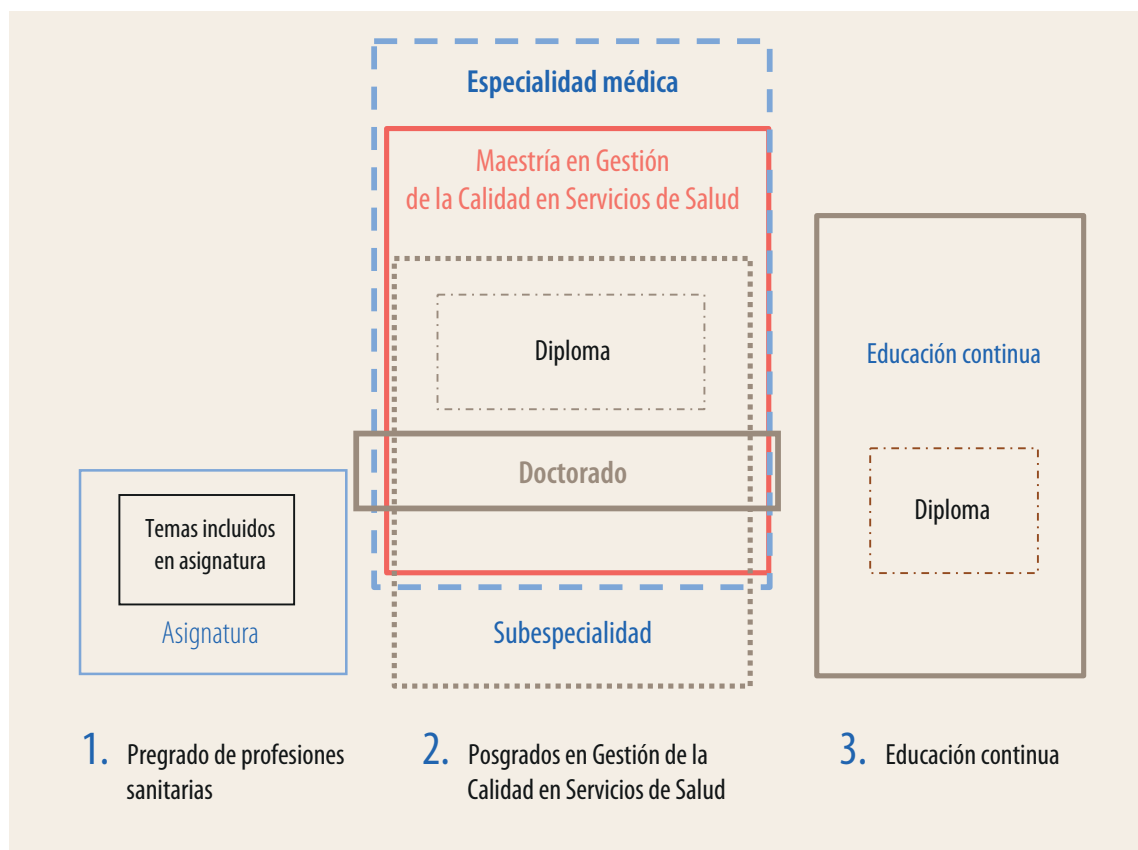 Especialidad médica
Maestría en Gestión
de la Calidad en Servicios de Salud
Diploma
Doctorado
Subespecialidad
Temas incluidos
en asignatura
Asignatura
Educación continua
Diploma
1. Pregrado de profesiones
sanitarias
2. Posgrados en Gestión de la
Calidad en Servicios de Salud
3. Educación continua